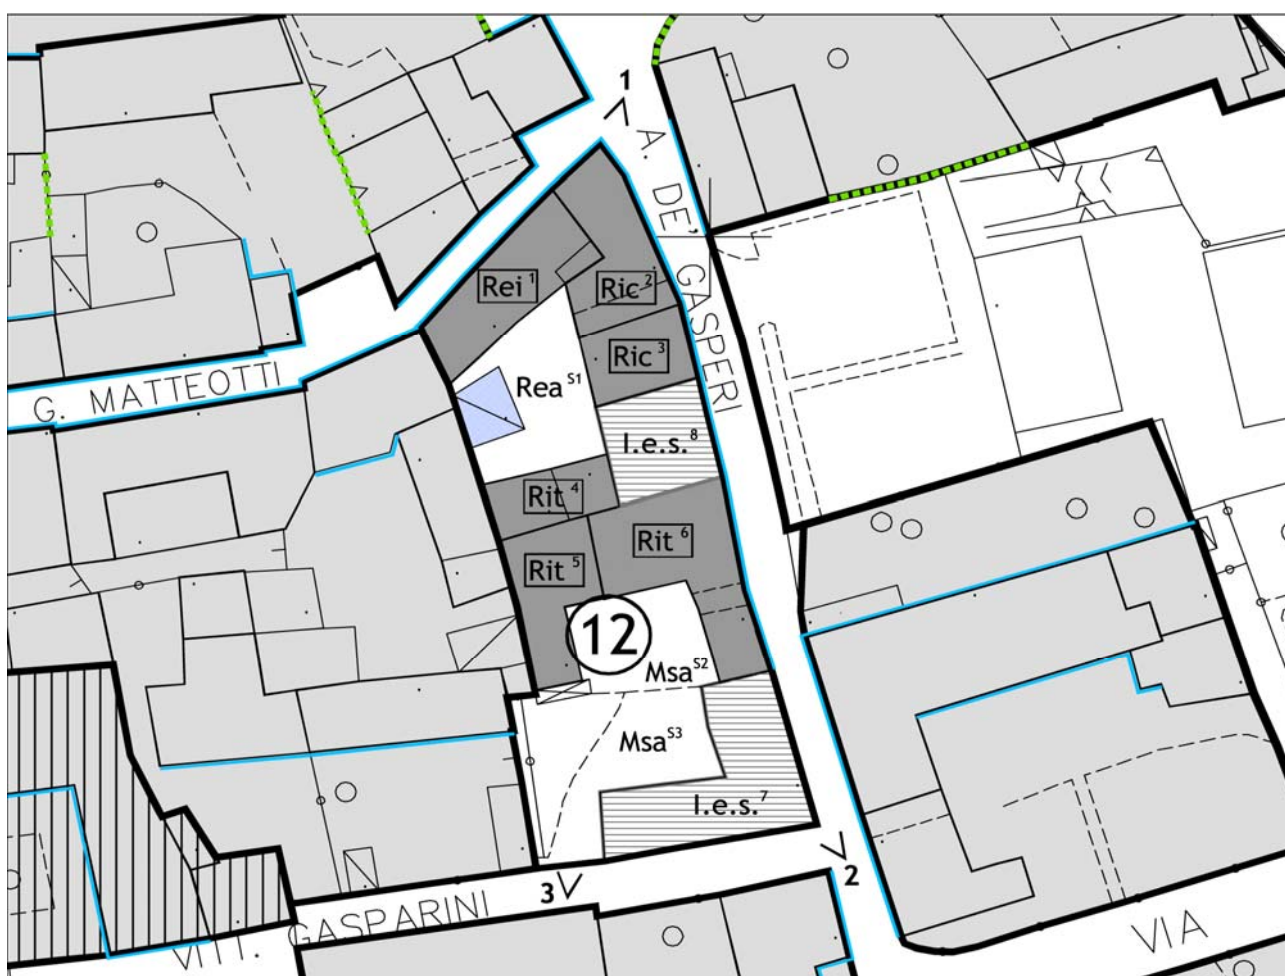 1
A. DE' GASPERI
Rei 1
Ric 2
Ric 3
G. MATTEOTTI
Rea S1
I.e.s. 8
Rit 4
Rit 6
Rit 5
12
Msa S2
Msa S3
I.e.s. 7
2
3
VITT. GASPARINI
VIA